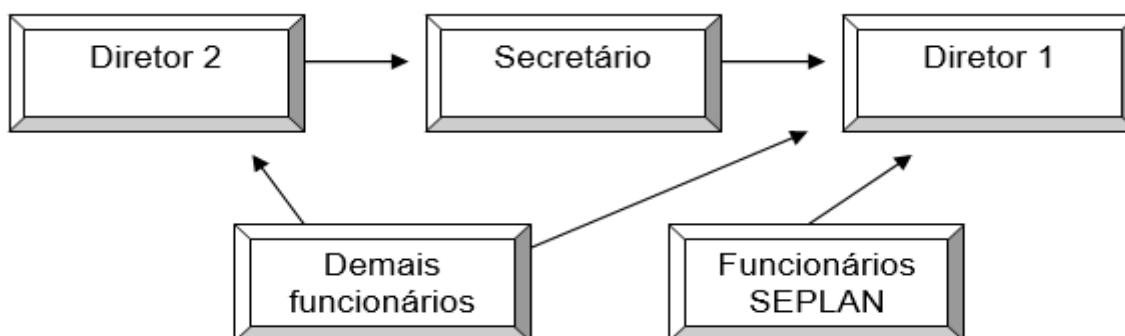 Diretor 2
Secretário
Diretor 1
Demais
funcionários
Funcionários
SEPLAN